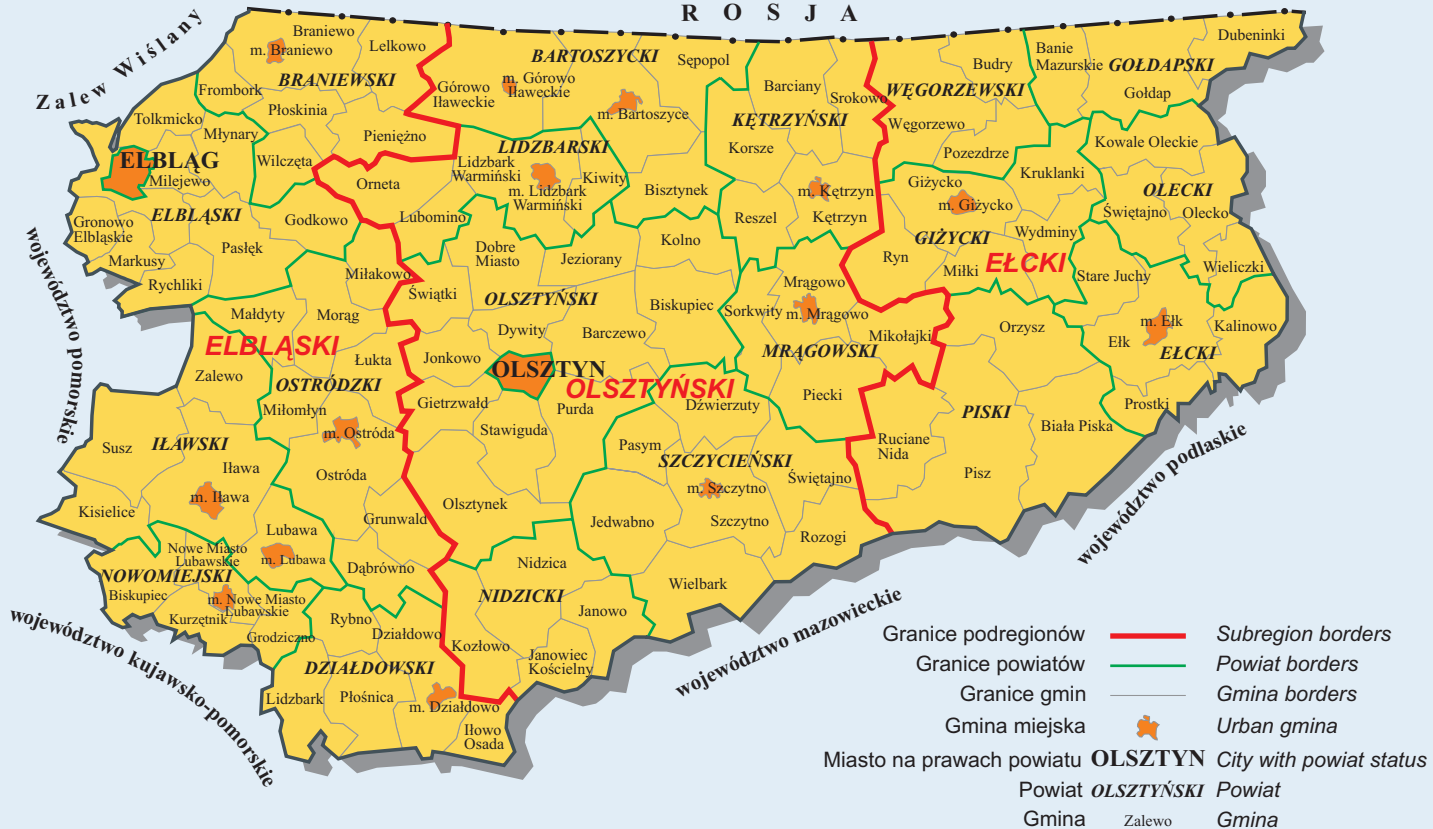 R O S J A
Zalew Wiślany
Braniewo
m. Braniewo
Lelkowo
BRANIEWSKI
Frombork
Płoskinia
Tolkmicko
Młynary
Pieniężno
Wilczęta
ELBLĄG
Milejewo
ELBLĄSKI
Gronowo
Elbląskie
Godkowo
Pasłęk
Markusy
Rychliki
Orneta
Lubomino
BARTOSZYCKI
Sępopol
Górowo
Iławeckie
m. Górowo
Iławeckie
m. Bartoszyce
LIDZBARSKI
Lidzbark
Warmiński
m. Lidzbark
Warmiński
Kiwity
Bisztynek
Barciany
Srokowo
KĘTRZYŃSKI
Korsze
m. Kętrzyn
Kętrzyn
Reszel
Budry
WĘGORZEWSKI
Węgorzewo
Pozezdrze
Banie
Mazurskie
Dubeninki
GOŁDAPSKI
Gołdap
Kowale Oleckie
OLECKI
Świętajno
Olecko
Wieliczki
Giżycko
m. Giżycko
Kruklanki
Wydminy
GIŻYCKI
Ryn
Miłki
EŁCKI
Stare Juchy
m. Ełk
Ełk
Kalinowo
EŁCKI
Prostki
Orzysz
PISKI
Biała Piska
Ruciane
Nida
Pisz
Dobre
Miasto
Jeziorany
Kolno
Świątki
OLSZTYŃSKI
Biskupiec
Dywity
Barczewo
Jonkowo
OLSZTYN
OLSZTYŃSKI
Gietrzwałd
Purda
Stawiguda
Olsztynek
Mrągowo
Sorkwity
m. Mrągowo
Mikołajki
MRĄGOWSKI
Piecki
Dźwierzuty
Pasym
SZCZYCIEŃSKI
Świętajno
m. Szczytno
Szczytno
Jedwabno
Rozogi
Wielbark
Miłakowo
Małdyty
Morąg
ELBLĄSKI
Łukta
Zalewo
OSTRÓDZKI
Miłomłyn
m. Ostróda
Ostróda
Grunwald
Dąbrówno
Susz
IŁAWSKI
Iława
m. Iława
Kisielice
Lubawa
m. Lubawa
Nowe Miasto
Lubawskie
NOWOMIEJSKI
Biskupiec
m. Nowe Miasto
Lubawskie
Kurzętnik
Grodziczno
Rybno
Działdowo
DZIAŁDOWSKI
Lidzbark
Płośnica
m. Działdowo
Iłowo
Osada
Nidzica
NIDZICKI
Janowo
Kozłowo
Janowiec
Kościelny
województwo pomorskie
województwo kujawsko-pomorskie
województwo mazowieckie
województwo podlaskie
Granice podregionów Subregion borders
Granice powiatów Powiat borders
Granice gmin Gmina borders
Gmina miejska Urban gmina
Miasto na prawach powiatu OLSZTYN City with powiat status
Powiat OLSZTYŃSKI Powiat
Gmina Zalewo Gmina